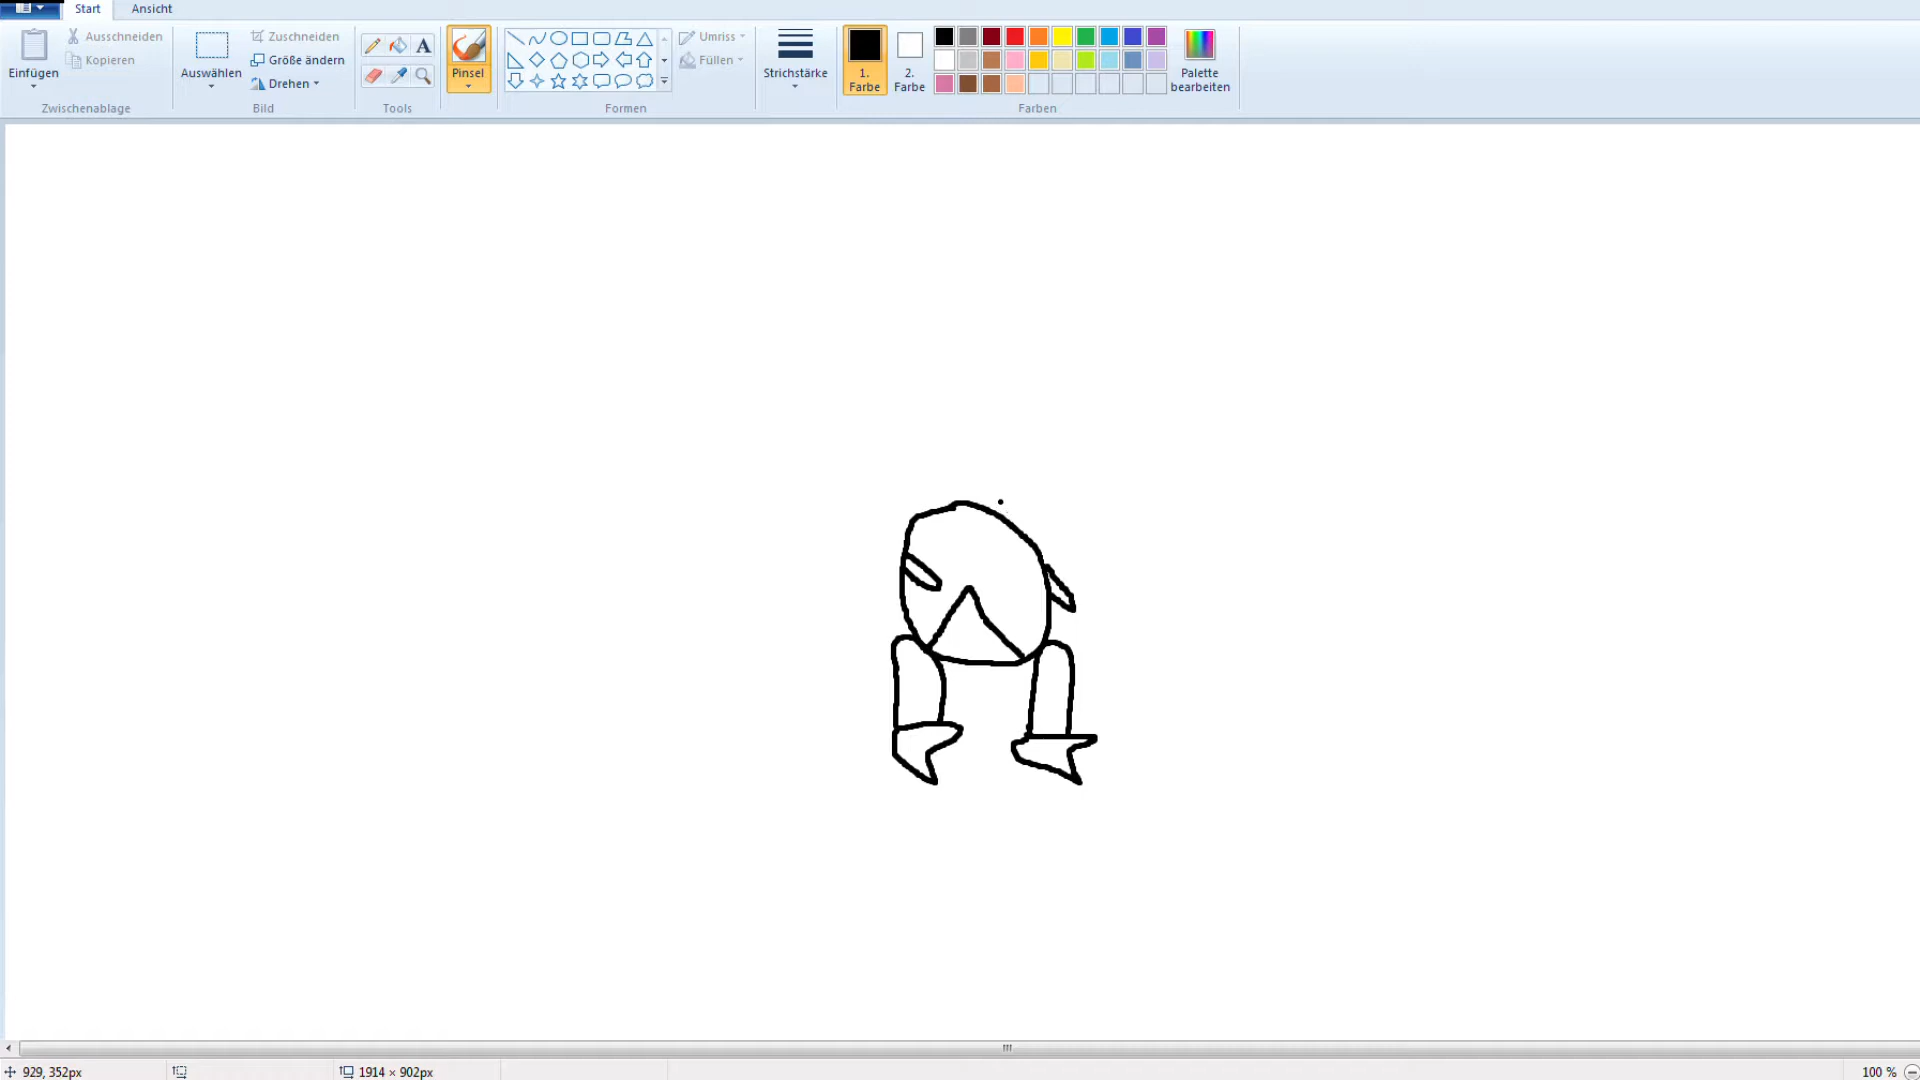 Start Ansicht
Einfügen
Ausschneiden
Kopieren
Zwischenablage
Auswählen
Zuschneiden
Größe ändern
Drehen
Bild
A
Tools
Pinsel
Formen
Umriss
Füllen
Strichstärke
1.
Farbe
2.
Farbe
Palette
bearbeiten
Farben
929, 352px
1914 × 902px
100 %